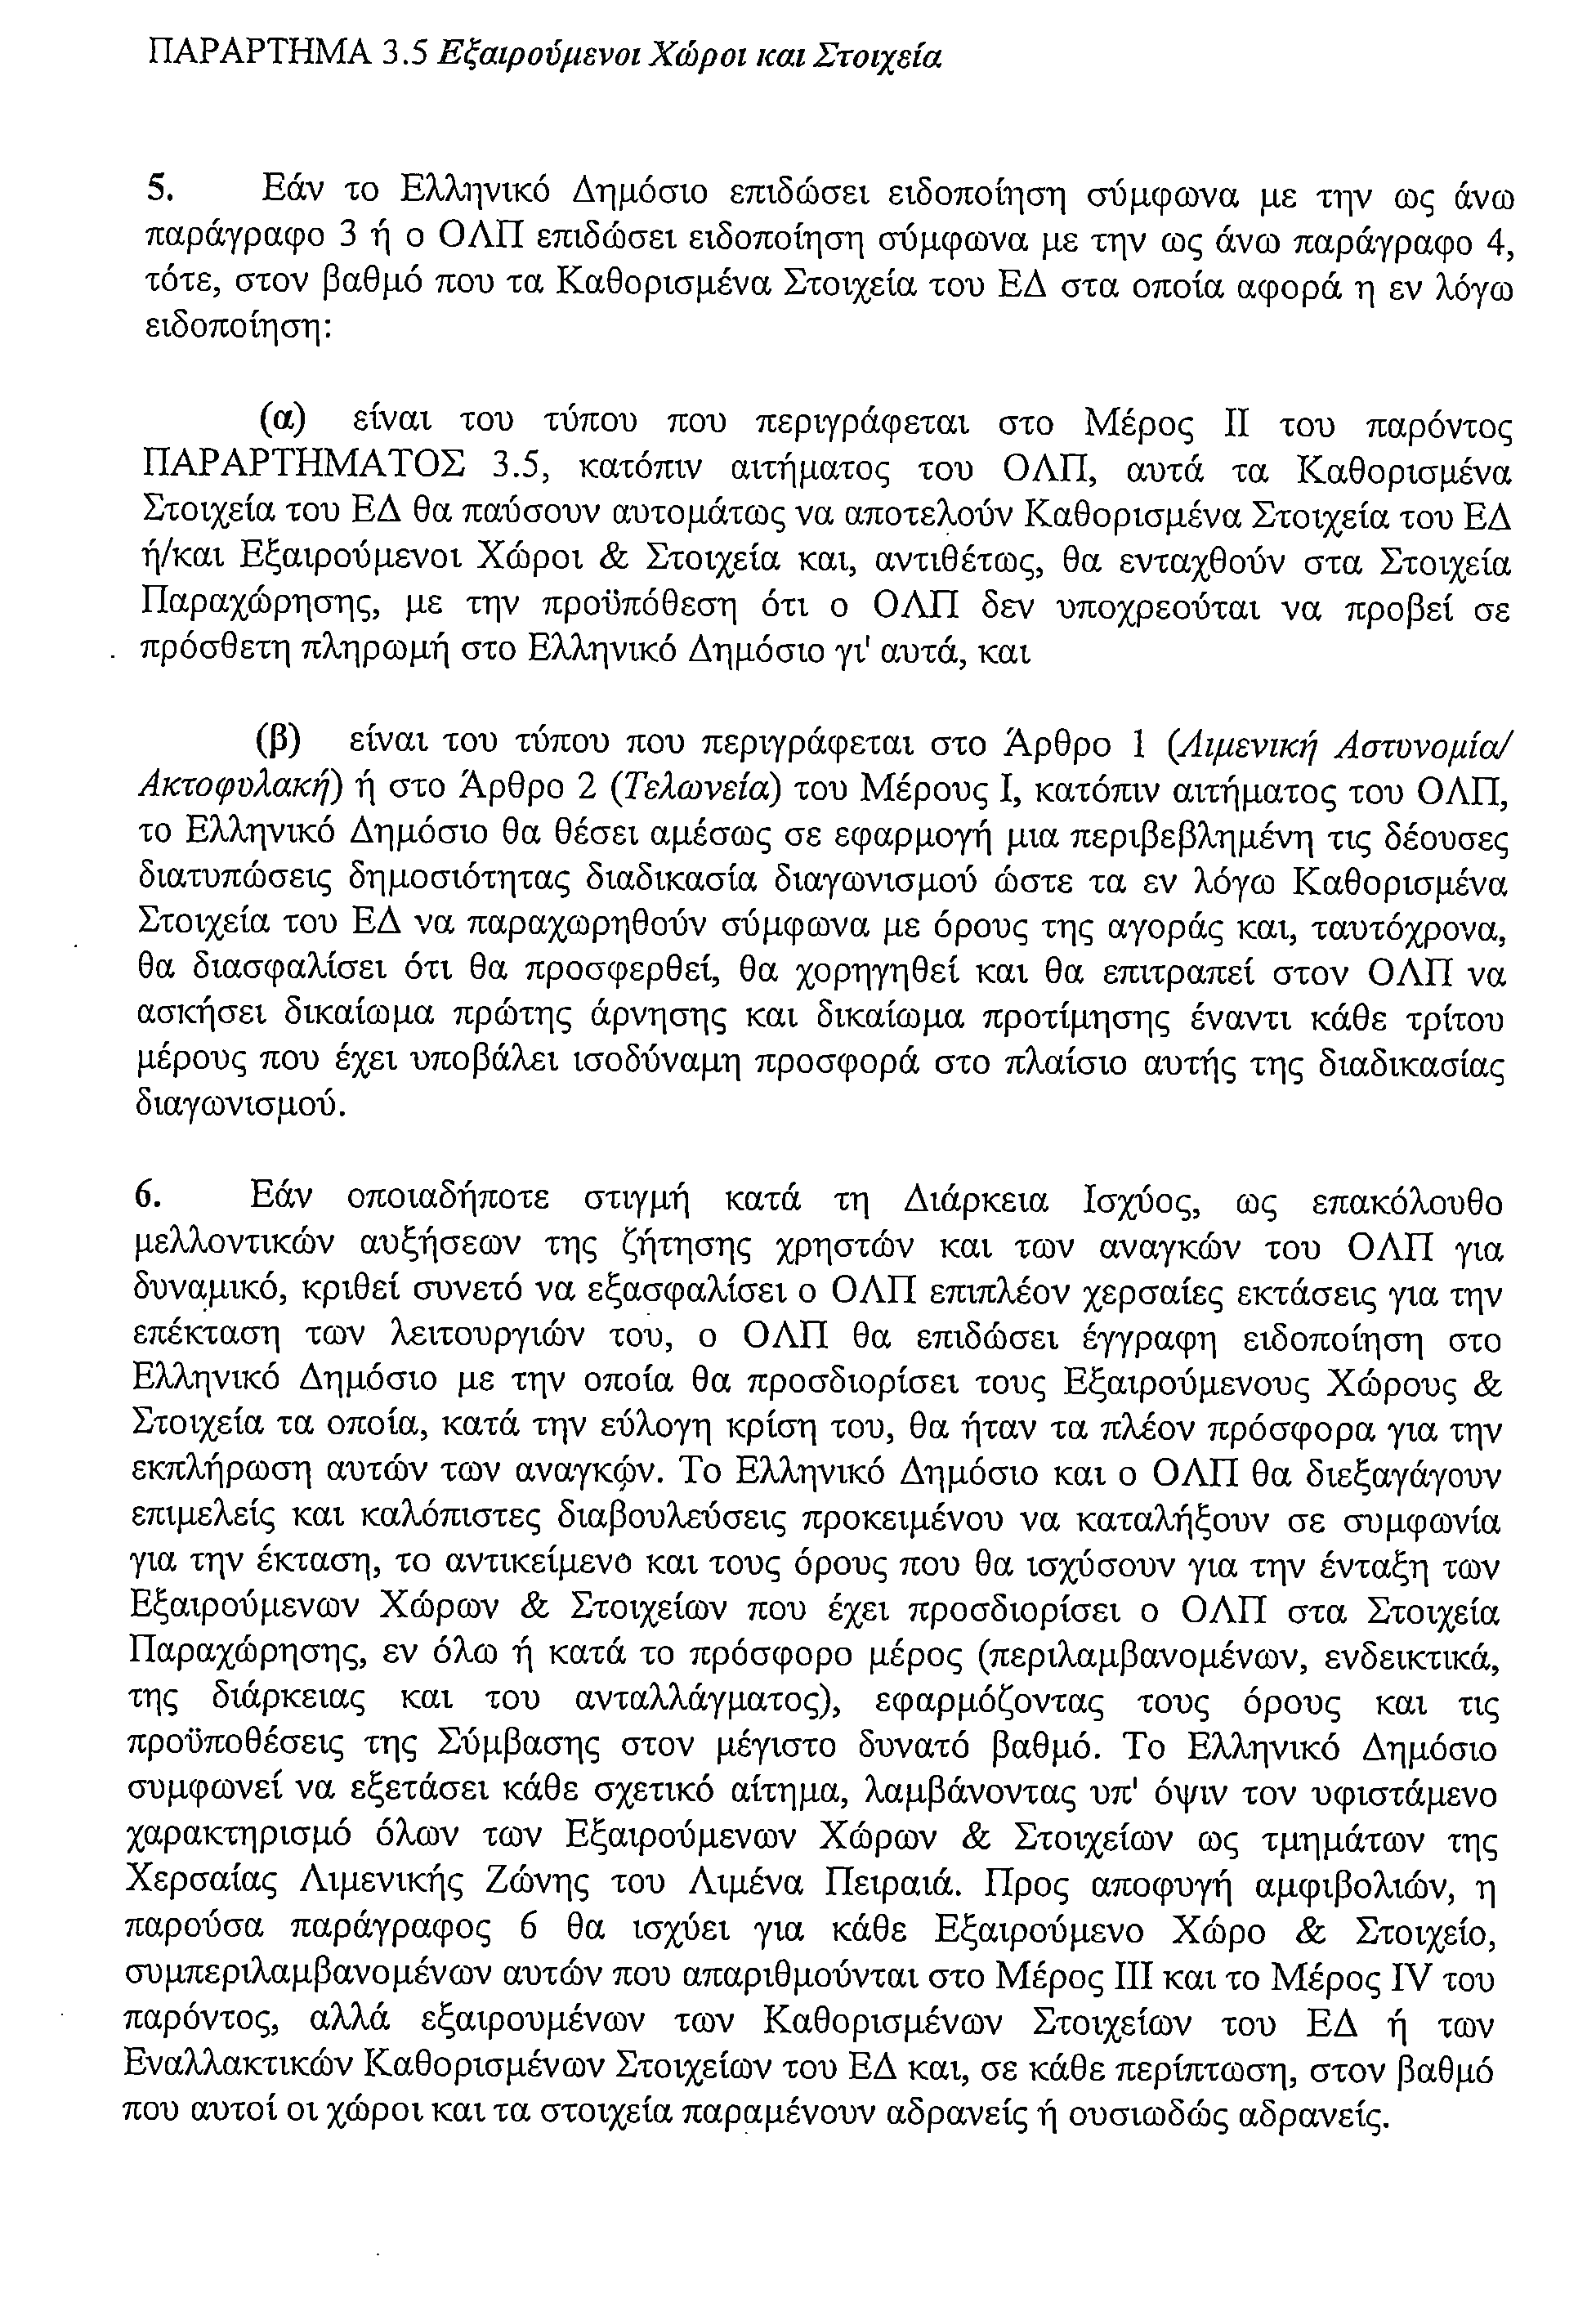 ΠΑΡΑΡΤΗΜΑ 3.5 Εξαιρούμενοι Χώροι και Στοιχεία
5. Εάν το Ελληνικό Δημόσιο επιδώσει ειδοποίηση σύμφωνα με την ως άνω
παράγραφο 3 ή ο ΟΛΠ επιδώσει ειδοποίηση σύμφωνα με την ως άνω παράγραφο 4,
τότε, στον βαθμό που τα Καθορισμένα Στοιχεία του ΕΔ στα οποία αφορά η εν λόγω
ειδοποίηση:
(α) είναι του τύπου που περιγράφεται στο Μέρος ΙΙ του παρόντος
ΠΑΡΑΡΤΗΜΑΤΟΣ 3.5, κατόπιν αιτήματος του ΟΛΠ, αυτά τα Καθορισμένα
Στοιχεία του ΕΔ θα παύσουν αυτομάτως να αποτελούν Καθορισμένα Στοιχεία του ΕΔ
ή/και Εξαιρούμενοι Χώροι & Στοιχεία και, αντιθέτως, θα ενταχθούν στα Στοιχεία
Παραχώρησης, με την προϋπόθεση ότι ο ΟΛΠ δεν υποχρεούται να προβεί σε
πρόσθετη πληρωμή στο Ελληνικό Δημόσιο γι' αυτά, και
(β) είναι του τύπου που περιγράφεται στο Άρθρο 1 (Λιμενική Αστυνομία/
Ακτοφυλακή) ή στο Άρθρο 2 (Τελωνεία) του Μέρους Ι, κατόπιν αιτήματος του ΟΛΠ,
το Ελληνικό Δημόσιο θα θέσει αμέσως σε εφαρμογή μια περιβεβλημένη τις δέουσες
διατυπώσεις δημοσιότητας διαδικασία διαγωνισμού ώστε τα εν λόγω Καθορισμένα
Στοιχεία του ΕΔ να παραχωρηθούν σύμφωνα με όρους της αγοράς και, ταυτόχρονα,
θα διασφαλίσει ότι θα προσφερθεί, θα χορηγηθεί και θα επιτραπεί στον ΟΛΠ να
ασκήσει δικαίωμα πρώτης άρνησης και δικαίωμα προτίμησης έναντι κάθε τρίτου
μέρους που έχει υποβάλει ισοδύναμη προσφορά στο πλαίσιο αυτής της διαδικασίας
διαγωνισμού.
6. Εάν οποιαδήποτε στιγμή κατά τη Διάρκεια Ισχύος, ως επακόλουθο
μελλοντικών αυξήσεων της ζήτησης χρηστών και των αναγκών του ΟΛΠ για
δυναμικό, κριθεί συνετό να εξασφαλίσει ο ΟΛΠ επιπλέον χερσαίες εκτάσεις για την
επέκταση των λειτουργιών του, ο ΟΛΠ θα επιδώσει έγγραφη ειδοποίηση στο
Ελληνικό Δημόσιο με την οποία θα προσδιορίσει τους Εξαιρούμενους Χώρους &
Στοιχεία τα οποία, κατά την εύλογη κρίση του, θα ήταν τα πλέον πρόσφορα για την
εκπλήρωση αυτών των αναγκών. Το Ελληνικό Δημόσιο και ο ΟΛΠ θα διεξαγάγουν
επιμελείς και καλόπιστες διαβουλεύσεις προκειμένου να καταλήξουν σε συμφωνία
για την έκταση, το αντικείμενο και τους όρους που θα ισχύσουν για την ένταξη των
Εξαιρούμενων Χώρων & Στοιχείων που έχει προσδιορίσει ο ΟΛΠ στα Στοιχεία
Παραχώρησης, εν όλω ή κατά το πρόσφορο μέρος (περιλαμβανομένων, ενδεικτικά,
της διάρκειας και του ανταλλάγματος), εφαρμόζοντας τους όρους και τις
προϋποθέσεις της Σύμβασης στον μέγιστο δυνατό βαθμό. Το Ελληνικό Δημόσιο
συμφωνεί να εξετάσει κάθε σχετικό αίτημα, λαμβάνοντας υπ' όψιν τον υφιστάμενο
χαρακτηρισμό όλων των Εξαιρούμενων Χώρων & Στοιχείων ως τμημάτων της
Χερσαίας Λιμενικής Ζώνης του Λιμένα Πειραιά. Προς αποφυγή αμφιβολιών, η
παρούσα παράγραφος 6 θα ισχύει για κάθε Εξαιρούμενο Χώρο & Στοιχείο,
συμπεριλαμβανομένων αυτών που απαριθμούνται στο Μέρος ΙΙΙ και το Μέρος IV του
παρόντος, αλλά εξαιρουμένων των Καθορισμένων Στοιχείων του ΕΔ ή των
Εναλλακτικών Καθορισμένων Στοιχείων του ΕΔ και, σε κάθε περίπτωση, στον βαθμό
που αυτοί οι χώροι και τα στοιχεία παραμένουν αδρανείς ή ουσιωδώς αδρανείς.